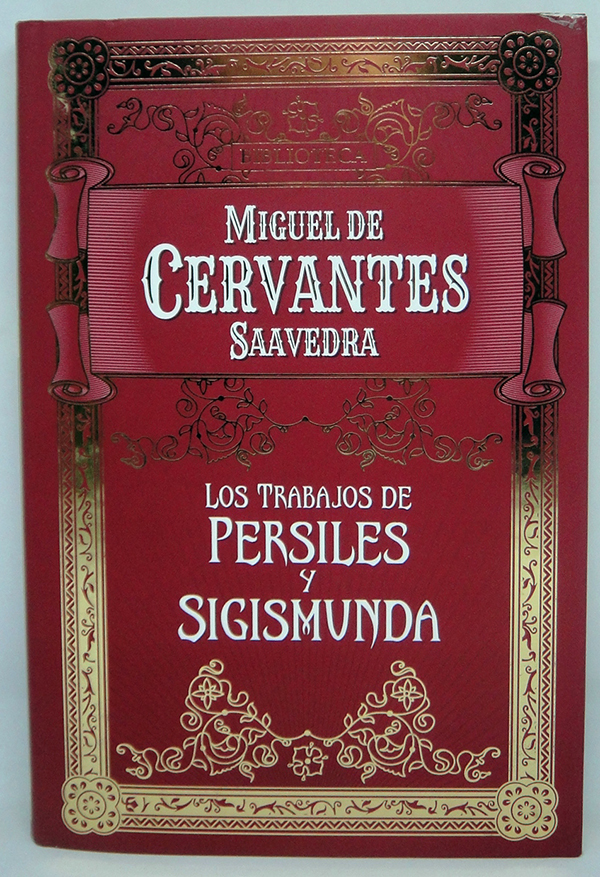 BIBLIOTECA
MIGUEL DE
CERVANTES
SAAVEDRA
LOS TRABAJOS DE
PERSILES
Y
SIGISMUNDA